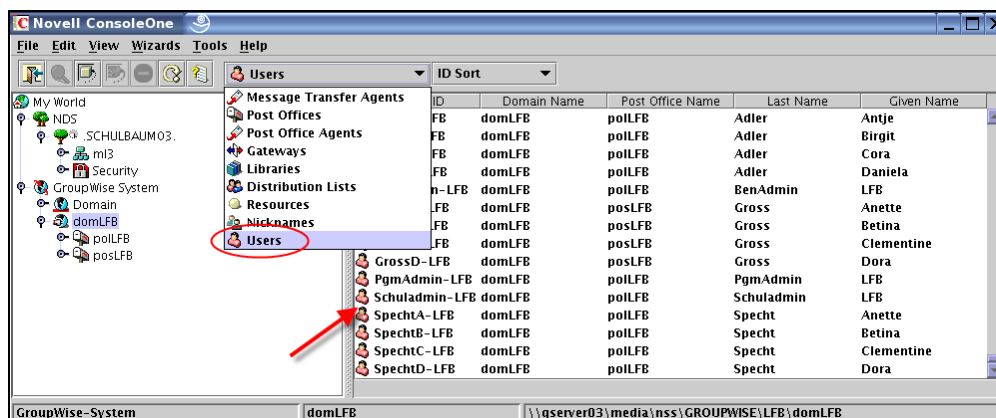 Novell ConsoleOne
File Edit View Wizards Tools Help
Users ID Sort
My World
NDS
.SCHULBAUM03.
ml3
Security
GroupWise System
Domain
domLFB
polLFB
posLFB
Message Transfer Agents
Post Offices
Post Office Agents
Gateways
Libraries
Distribution Lists
Resources
Nicknames
Users
ID Domain Name Post Office Name Last Name Given Name
FB domLFB polLFB Adler Antje
FB domLFB polLFB Adler Birgit
FB domLFB polLFB Adler Cora
FB domLFB polLFB Adler Daniela
n-LFB domLFB polLFB BenAdmin LFB
LFB domLFB posLFB Gross Anette
LFB domLFB posLFB Gross Betina
LFB domLFB posLFB Gross Clementine
GrossD-LFB domLFB posLFB Gross Dora
PgmAdmin-LFB domLFB polLFB PgmAdmin LFB
Schuladmin-LFB domLFB polLFB Schuladmin LFB
SpechtA-LFB domLFB polLFB Specht Anette
SpechtB-LFB domLFB polLFB Specht Betina
SpechtC-LFB domLFB polLFB Specht Clementine
SpechtD-LFB domLFB polLFB Specht Dora
GroupWise-System domLFB \\gserver03\media\nss\GROUPWISE\LFB\domLFB